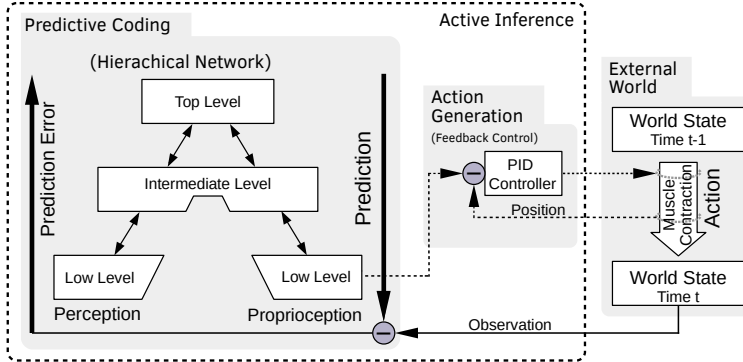 Predictive Coding
Active Inference
(Hierachical Network)
Top Level
Intermediate Level
Low Level
Low Level
Perception
Proprioception
Prediction Error
Prediction
Action
Generation
(Feedback Control)
PID
Controller
Position
Observation
External
World
World State
Time t-1
Muscle
Contraction
Action
World State
Time t